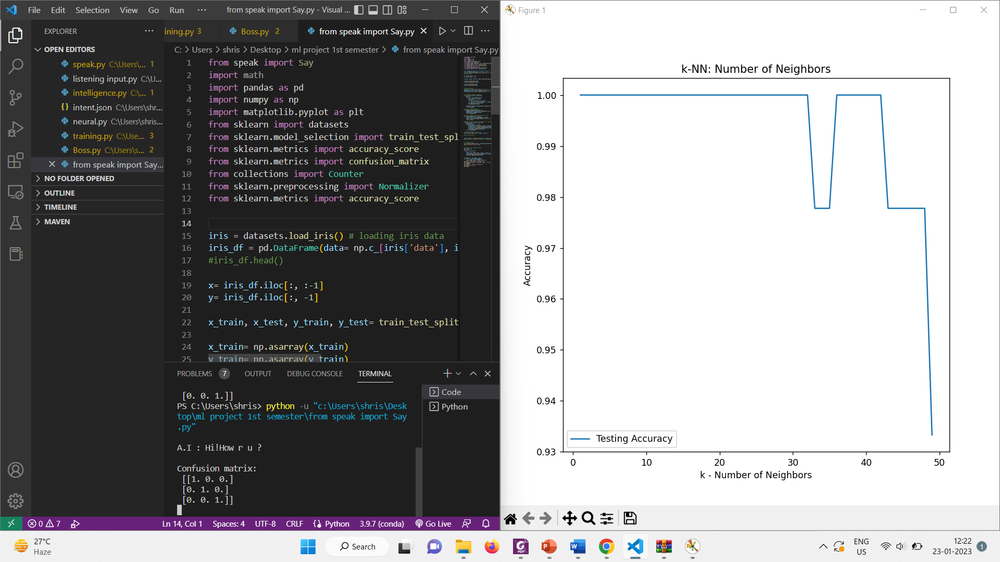 File Edit Selection View Go Run ··· from speak import Say.py - Visual ...
EXPLORER ···
OPEN EDITORS
speak.py C:\Users\... 1
listening input.py C:\U...
intelligence.py C:\... 1
intent.json C:\Users\shr...
neural.py C:\Users\shris...
training.py C:\Use... 3
Boss.py C:\Users\s... 2
from speak import Say...
NO FOLDER OPENED
OUTLINE
TIMELINE
MAVEN
ining.py 3 Boss.py 2 from speak import Say.py
C: > Users > shris > Desktop > ml project 1st semester > from speak import Say.py
1 from speak import Say
2 import math
3 import pandas as pd
4 import numpy as np
5 import matplotlib.pyplot as plt
6 from sklearn import datasets
7 from sklearn.model_selection import train_test_spl
8 from sklearn.metrics import accuracy_score
9 from sklearn.metrics import confusion_matrix
10 from collections import Counter
11 from sklearn.preprocessing import Normalizer
12 from sklearn.metrics import accuracy_score
13
14
15 iris = datasets.load_iris() # loading iris data
16 iris_df = pd.DataFrame(data= np.c_[iris['data'], i
17 #iris_df.head()
18
19 x= iris_df.iloc[:, :-1]
20 y= iris_df.iloc[:, -1]
21
22 x_train, x_test, y_train, y_test= train_test_split
23
24 x_train= np.asarray(x_train)
25 y_train= np.asarray(y_train)
PROBLEMS 7 OUTPUT DEBUG CONSOLE TERMINAL
[0. 0. 1.]]
PS C:\Users\shris> python -u "c:\Users\shris\Desk
top\ml project 1st semester\from speak import Say
.py"
A.I : Hi!How r u ?
Confusion matrix:
[[1. 0. 0.]
[0. 1. 0.]
[0. 0. 1.]]
Code
Python
0 7 Ln 14, Col 1 Spaces: 4 UTF-8 CRLF Python 3.9.7 (conda) Go Live
Figure 1
k-NN: Number of Neighbors
1.00
0.99
0.98
0.97
0.96
0.95
0.94
0.93
Accuracy
Testing Accuracy
0 10 20 30 40 50
k - Number of Neighbors
27°C
Haze
Search
PDF
ENG
US
12:22
23-01-2023
1